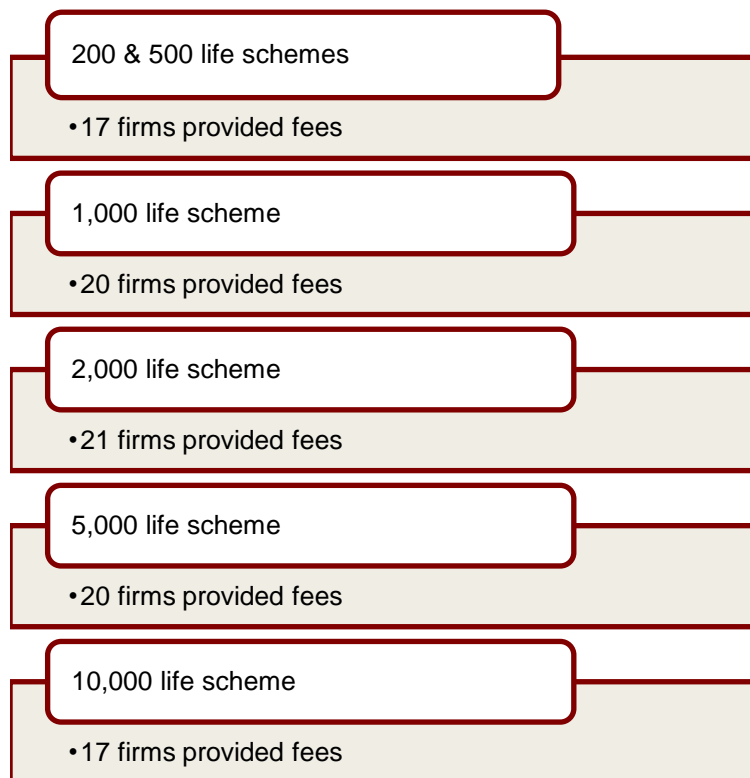 200 & 500 life schemes
•17 firms provided fees
1,000 life scheme
•20 firms provided fees
2,000 life scheme
•21 firms provided fees
5,000 life scheme
•20 firms provided fees
10,000 life scheme
•17 firms provided fees